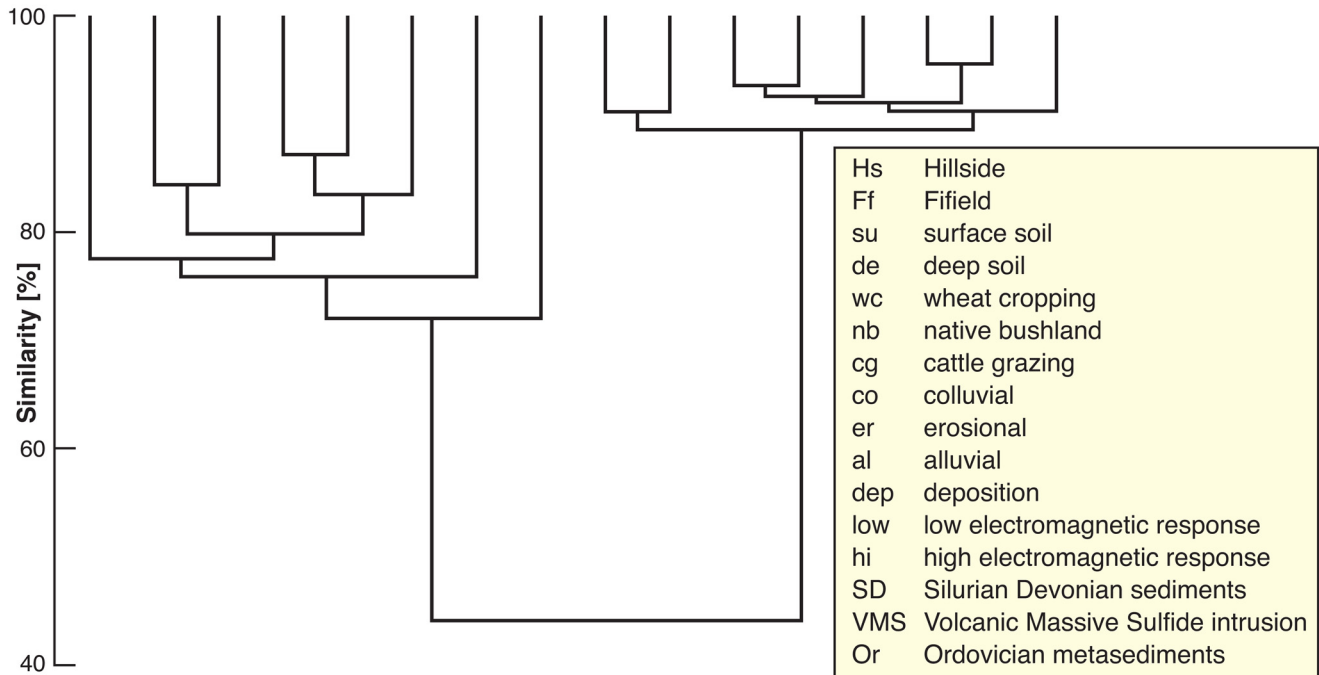 100
80
60
40
Similarity [%]
Hs Hillside
Ff Fifield
su surface soil
de deep soil
wc wheat cropping
nb native bushland
cg cattle grazing
co colluvial
er erosional
al alluvial
dep deposition
low low electromagnetic response
hi high electromagnetic response
SD Silurian Devonian sediments
VMS Volcanic Massive Sulfide intrusion
Or Ordovician metasediments